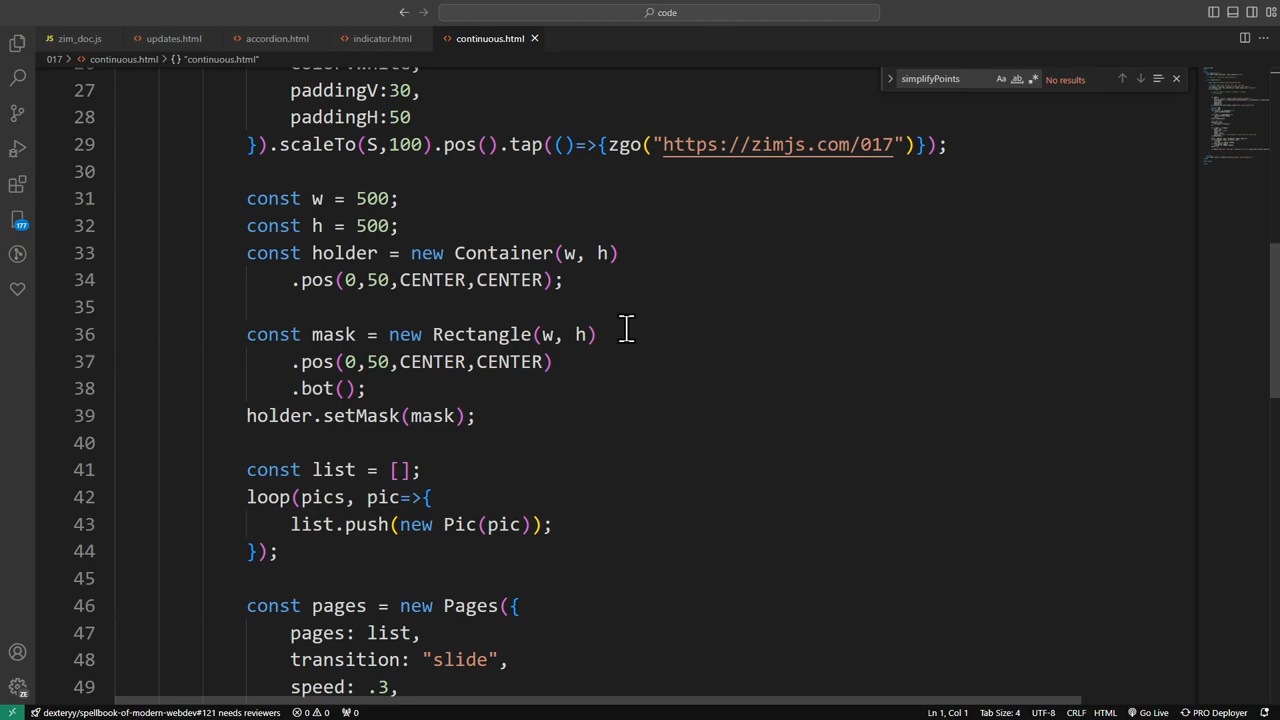 code
zim_doc.js
updates.html
accordion.html
indicator.html
continuous.html
017 > continuous.html > {} "continuous.html"
simplifyPoints
Aa ab .*
No results
27 paddingV:30,
28 paddingH:50
29 }).scaleTo(S,100).pos().tap(()=>{zgo("https://zimjs.com/017")});
30
31 const w = 500;
32 const h = 500;
33 const holder = new Container(w, h)
34 .pos(0,50,CENTER,CENTER);
35
36 const mask = new Rectangle(w, h)
37 .pos(0,50,CENTER,CENTER)
38 .bot();
39 holder.setMask(mask);
40
41 const list = [];
42 loop(pics, pic=>{
43 list.push(new Pic(pic));
44 });
45
46 const pages = new Pages({
47 pages: list,
48 transition: "slide",
49 speed: .3,
177
ZE
dexteryy/spellbook-of-modern-webdev#121 needs reviewers 0 0 0
Ln 1, Col 1 Tab Size: 4 UTF-8 CRLF HTML Go Live PRO Deployer